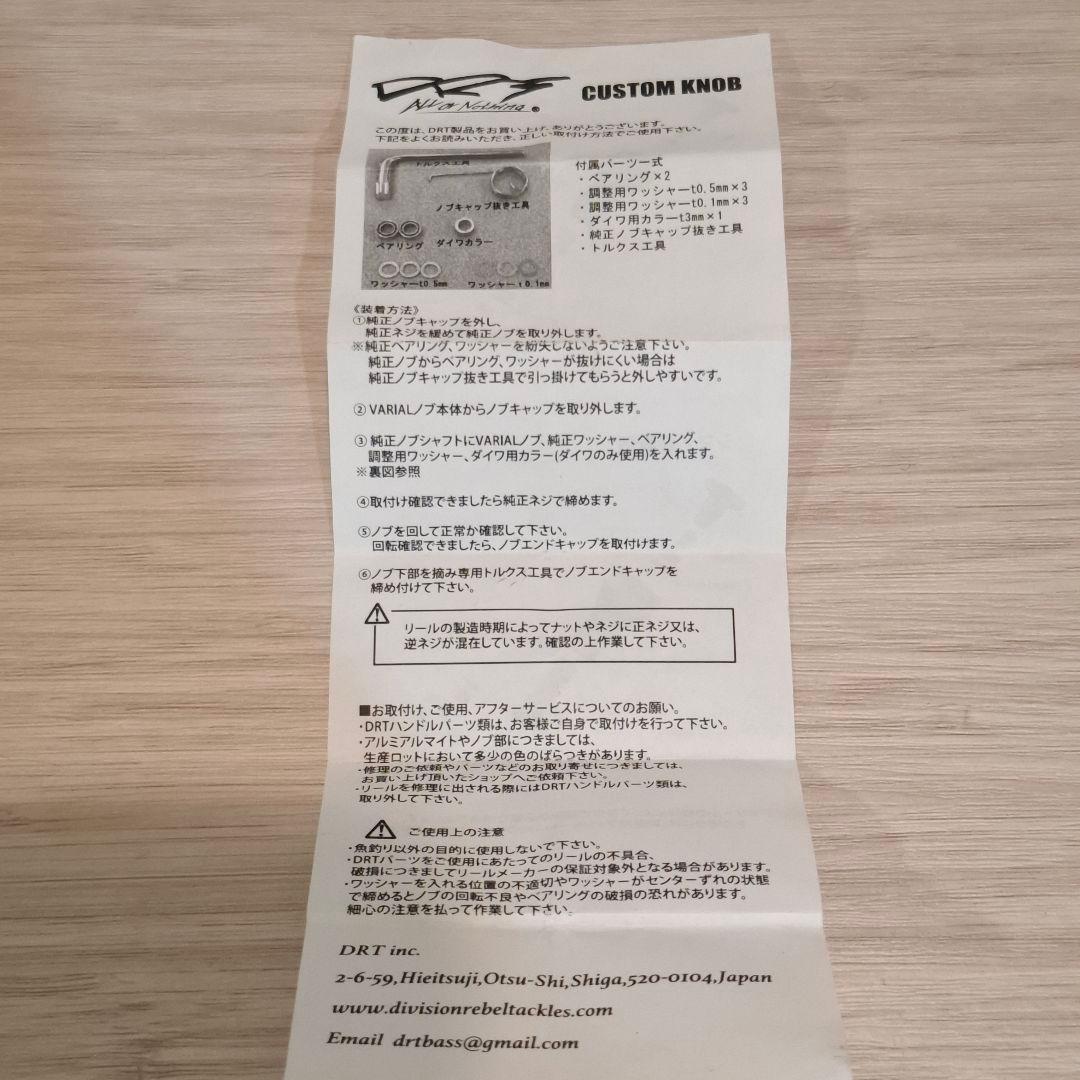 DRT
All or Nothing ®
CUSTOM KNOB
この度は、DRT製品をお買い上げ、ありがとうございます。
下記をよくお読みいただき、正しい取付け方法でご使用下さい。
トルクス工具
ノブキャップ抜き工具
ベアリング ダイワカラー
ワッシャーt0.5mm ワッシャーt0.1mm
付属パーツ一式
・ベアリング×2
・調整用ワッシャーt0.5mm×3
・調整用ワッシャーt0.1mm×3
・ダイワ用カラーt3mm×1
・純正ノブキャップ抜き工具
・トルクス工具
《装着方法》
①純正ノブキャップを外し、
純正ネジを緩めて純正ノブを取り外します。
※純正ベアリング、ワッシャーを紛失しないようご注意下さい。
純正ノブからベアリング、ワッシャーが抜けにくい場合は
純正ノブキャップ抜き工具で引っ掛けてもらうと外しやすいです。
② VARIALノブ本体からノブキャップを取り外します。
③ 純正ノブシャフトにVARIALノブ、純正ワッシャー、ベアリング、
調整用ワッシャー、ダイワ用カラー(ダイワのみ使用)を入れます。
※裏図参照
④取付け確認できましたら純正ネジで締めます。
⑤ノブを回して正常か確認して下さい。
回転確認できましたら、ノブエンドキャップを取付けます。
⑥ノブ下部を摘み専用トルクス工具でノブエンドキャップを
締め付けて下さい。
リールの製造時期によってナットやネジに正ネジ又は、
逆ネジが混在しています。確認の上作業して下さい。
■お取付け、ご使用、アフターサービスについてのお願い。
・DRTハンドルパーツ類は、お客様ご自身で取付けを行って下さい。
・アルミアルマイトやノブ部につきましては、
生産ロットにおいて多少の色のばらつきがあります。
・修理のご依頼やパーツなどのお取り寄せにつきましては、
お買い上げ頂いたショップへご依頼下さい。
・リールを修理に出される際にはDRTハンドルパーツ類は、
取り外して下さい。
ご使用上の注意
・魚釣り以外の目的に使用しないで下さい。
・DRTパーツをご使用にあたってのリールの不具合、
破損につきましてリールメーカーの保証対象外となる場合があります。
・ワッシャーを入れる位置の不適切やワッシャーがセンターずれの状態
で締めるとノブの回転不良やベアリングの破損の恐れがあります。
細心の注意を払って作業して下さい。
DRT inc.
2-6-59,Hieitsuji,Otsu-Shi,Shiga,520-0104,Japan
www.divisionrebeltackles.com
Email drtbass@gmail.com